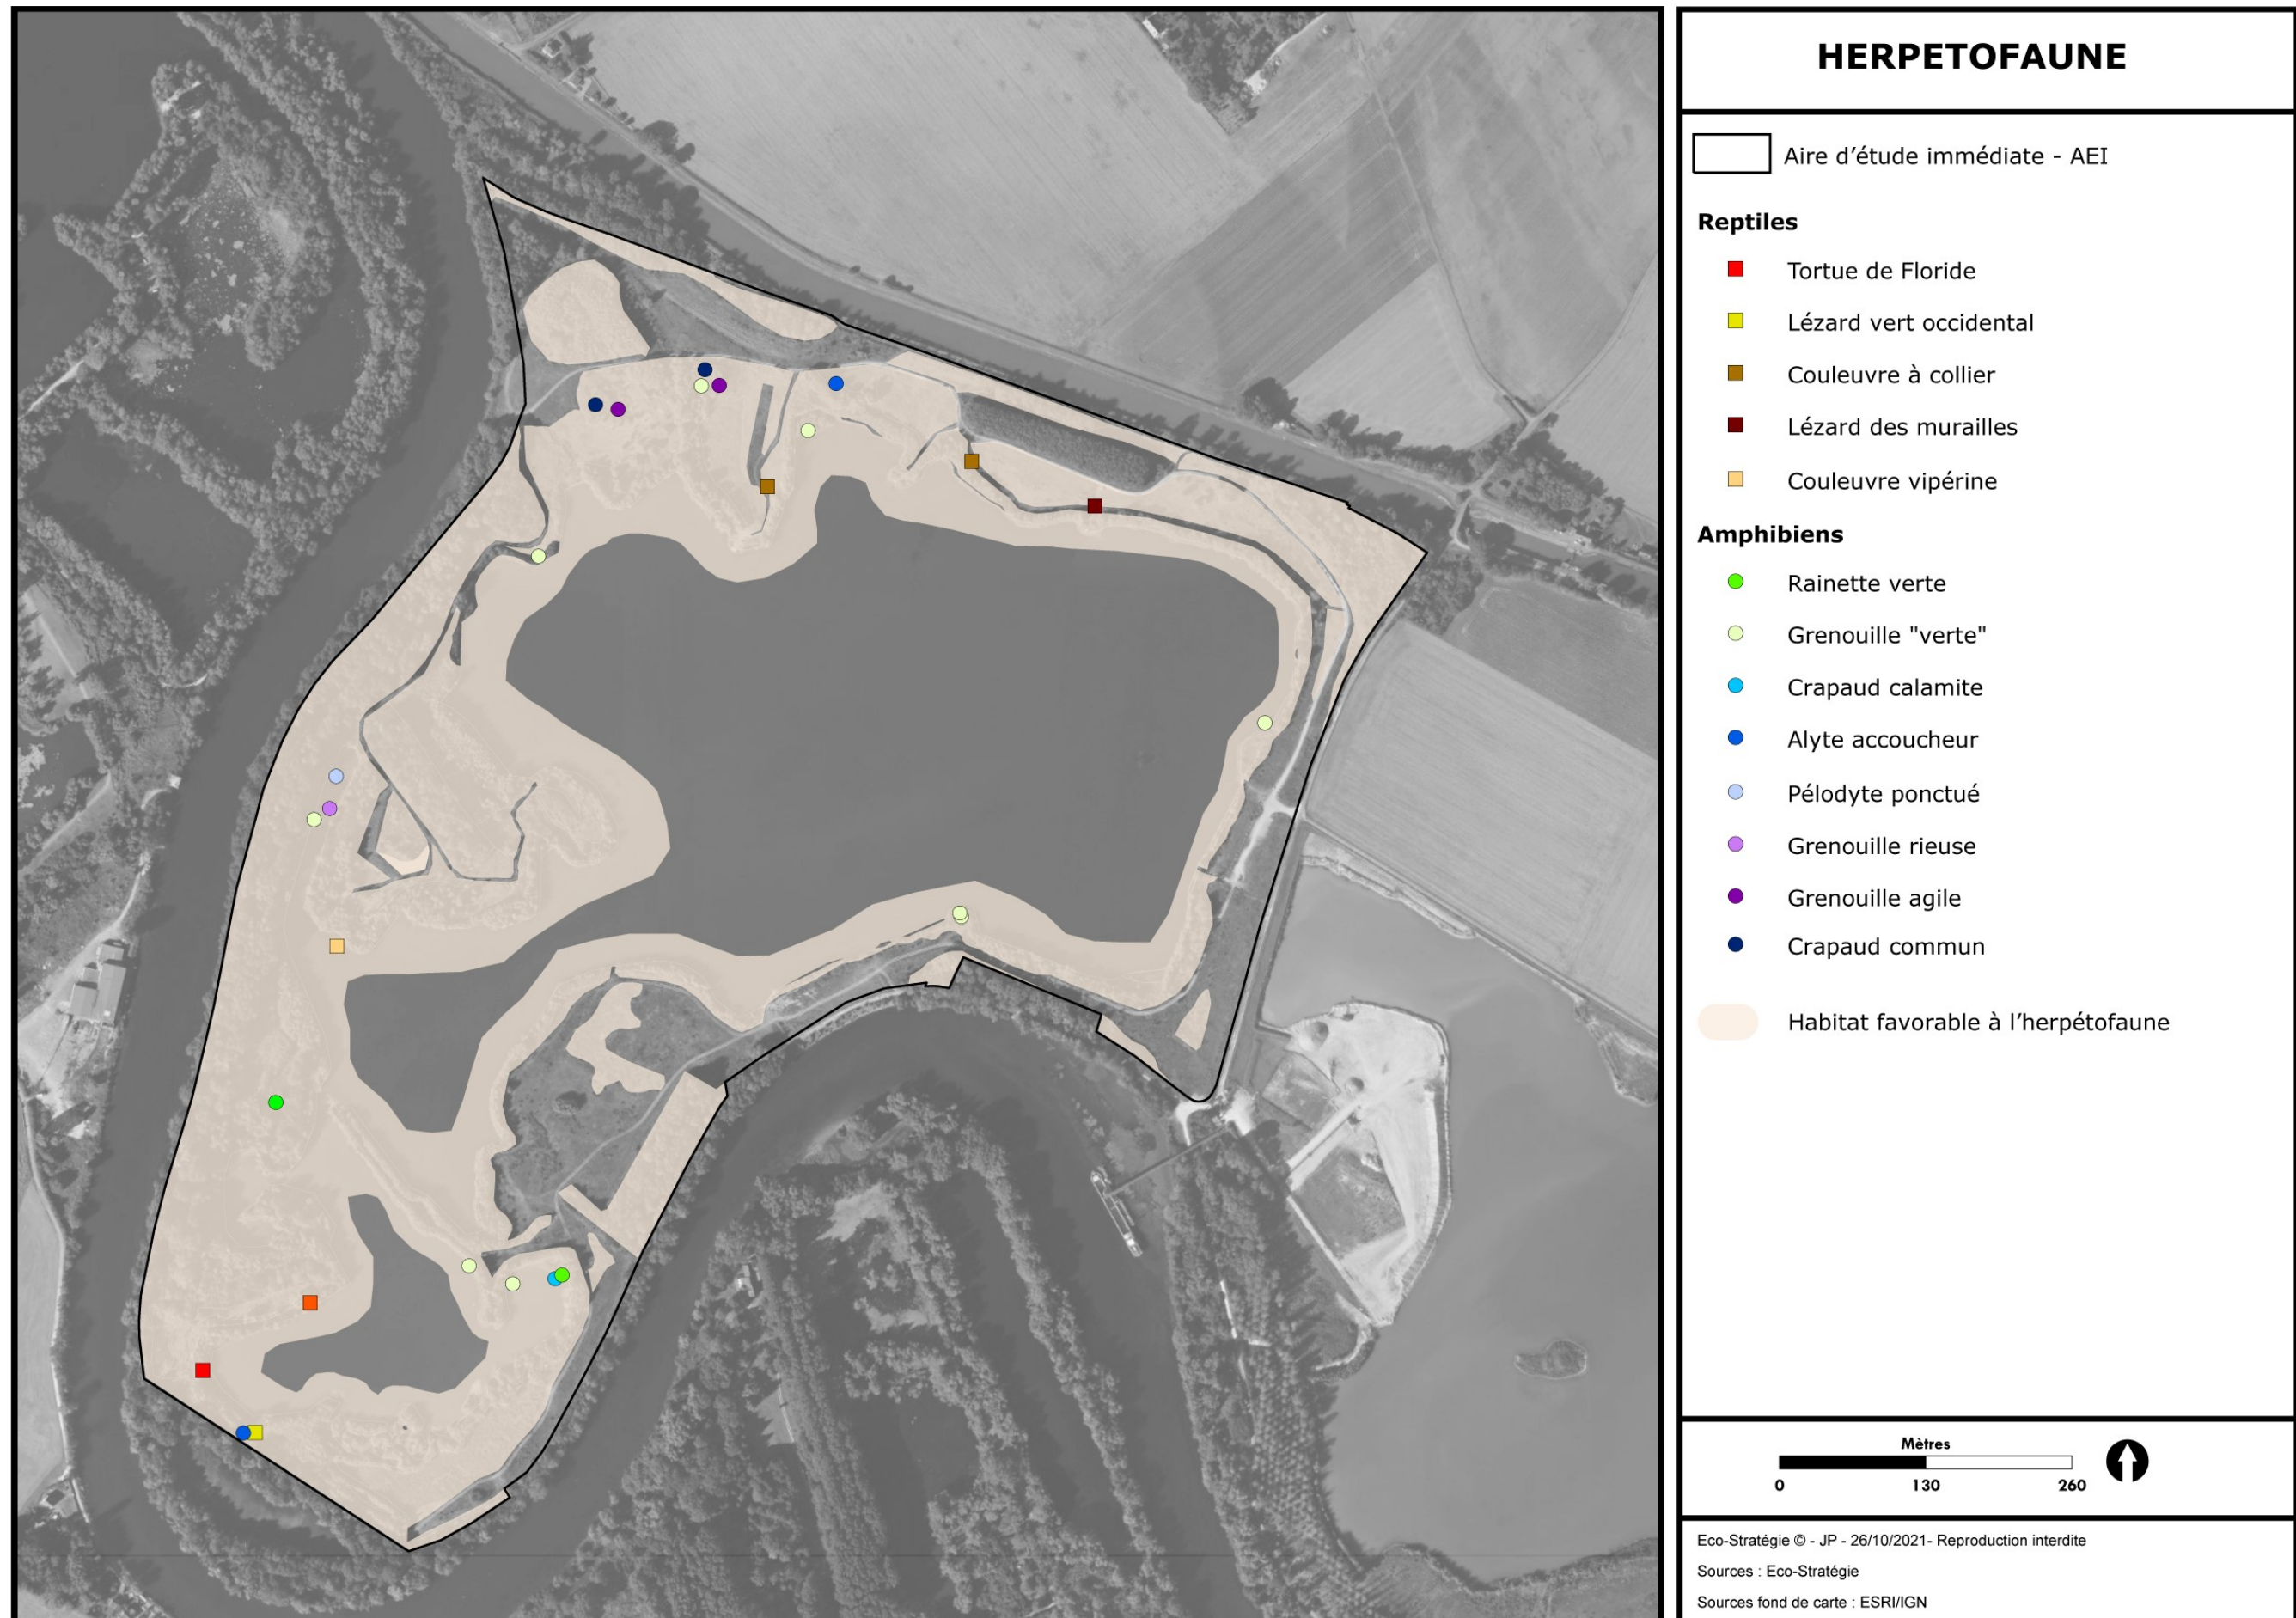 HERPETOFAUNE
Aire d’étude immédiate - AEI
Reptiles
Tortue de Floride
Lézard vert occidental
Couleuvre à collier
Lézard des murailles
Couleuvre vipérine
Amphibiens
Rainette verte
Grenouille "verte"
Crapaud calamite
Alyte accoucheur
Pélodyte ponctué
Grenouille rieuse
Grenouille agile
Crapaud commun
Habitat favorable à l’herpétofaune
Mètres
0 130 260
Eco-Stratégie © - JP - 26/10/2021- Reproduction interdite
Sources : Eco-Stratégie
Sources fond de carte : ESRI/IGN